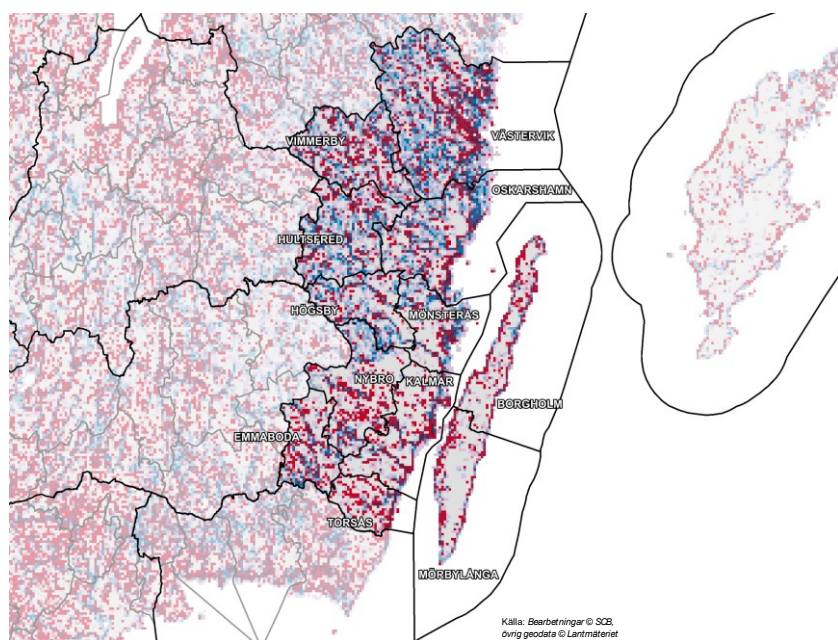 VÄSTERVIK
VIMMERBY
OSKARSHAMN
HULTSFRED
HÖGSBY
MÖNSTERÅS
NYBRO
KALMAR
BORGHOLM
EMMABODA
TORSÅS
MÖRBYLÅNGA
Källa: Bearbetningar © SCB,
övrig geodata © Lantmäteriet